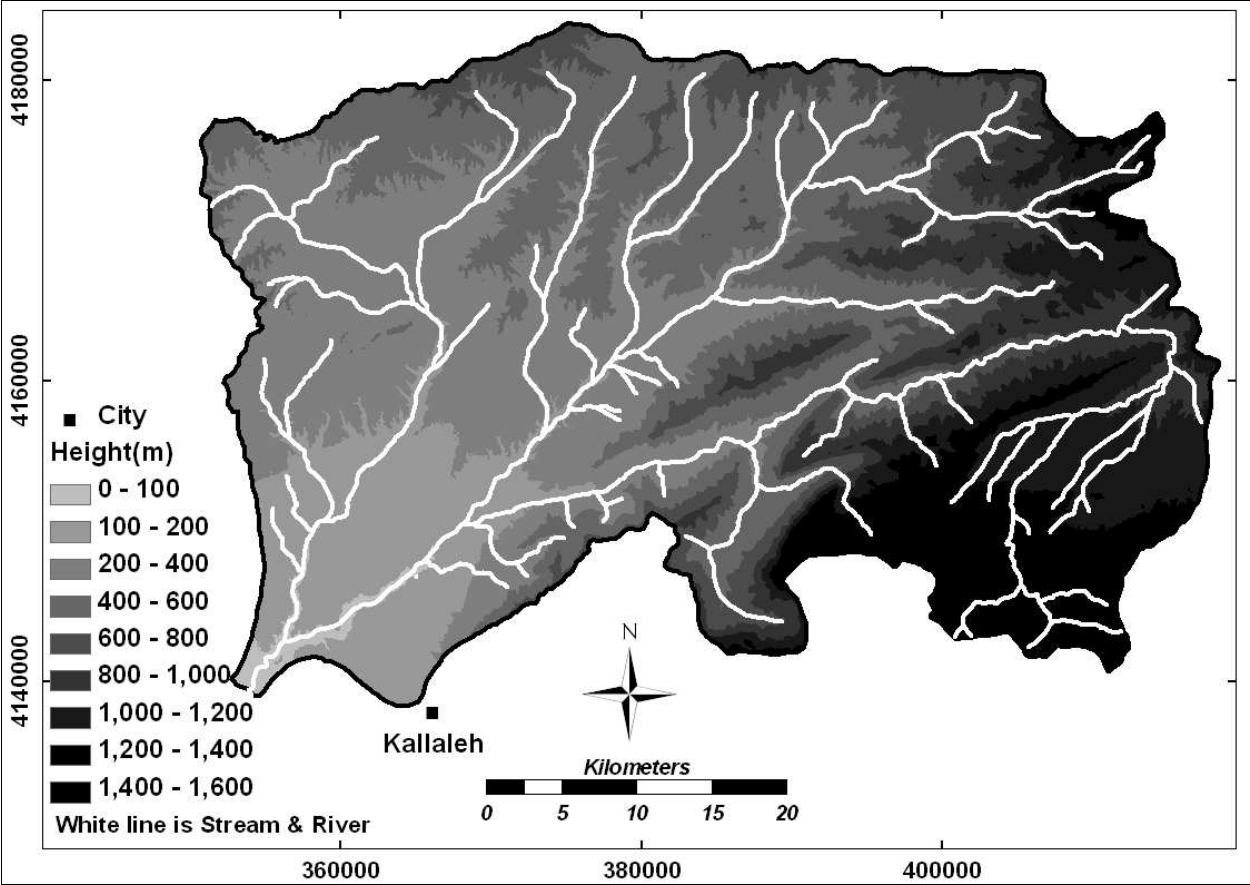 4180000
4160000
4140000
City
Height(m)
0 - 100
100 - 200
200 - 400
400 - 600
600 - 800
800 - 1,000
1,000 - 1,200
1,200 - 1,400
1,400 - 1,600
White line is Stream & River
Kallaleh
N
Kilometers
0 5 10 15 20
360000 380000 400000